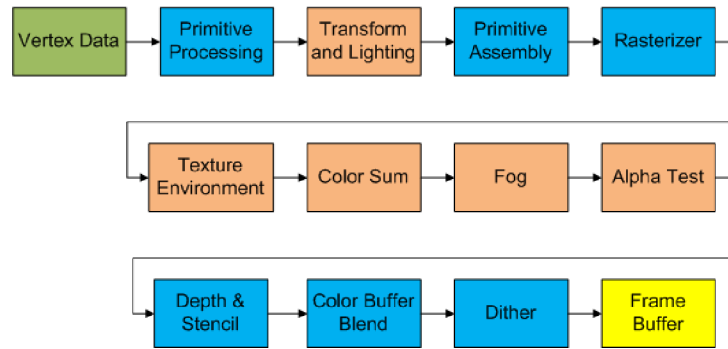 Vertex Data
Primitive
Processing
Transform
and Lighting
Primitive
Assembly
Rasterizer
Texture
Environment
Color Sum
Fog
Alpha Test
Depth &
Stencil
Color Buffer
Blend
Dither
Frame
Buffer